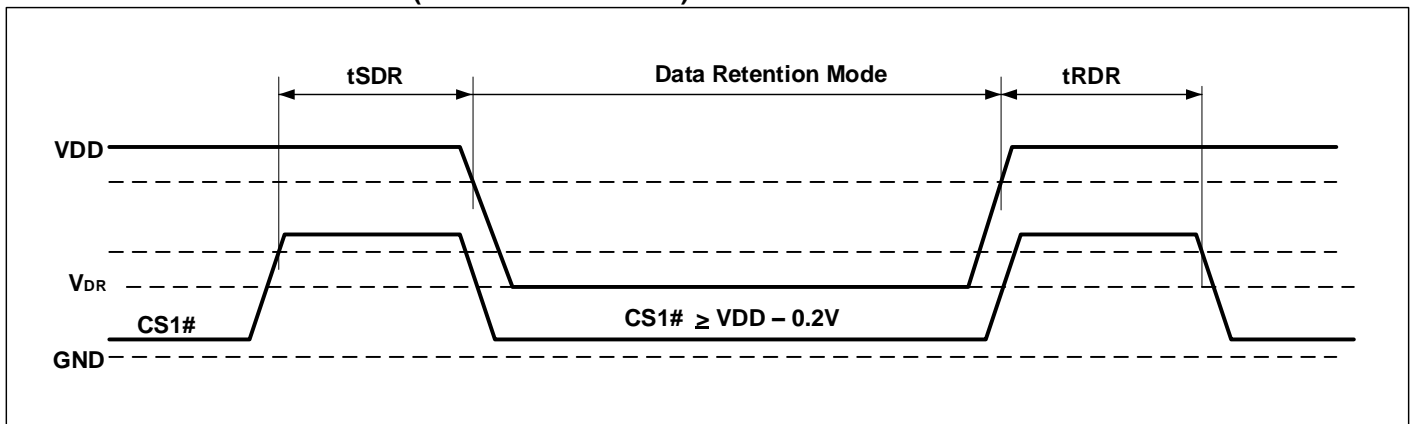 tSDR Data Retention Mode tRDR
VDD
VDR
CS1# ≥ VDD – 0.2V
CS1#
GND